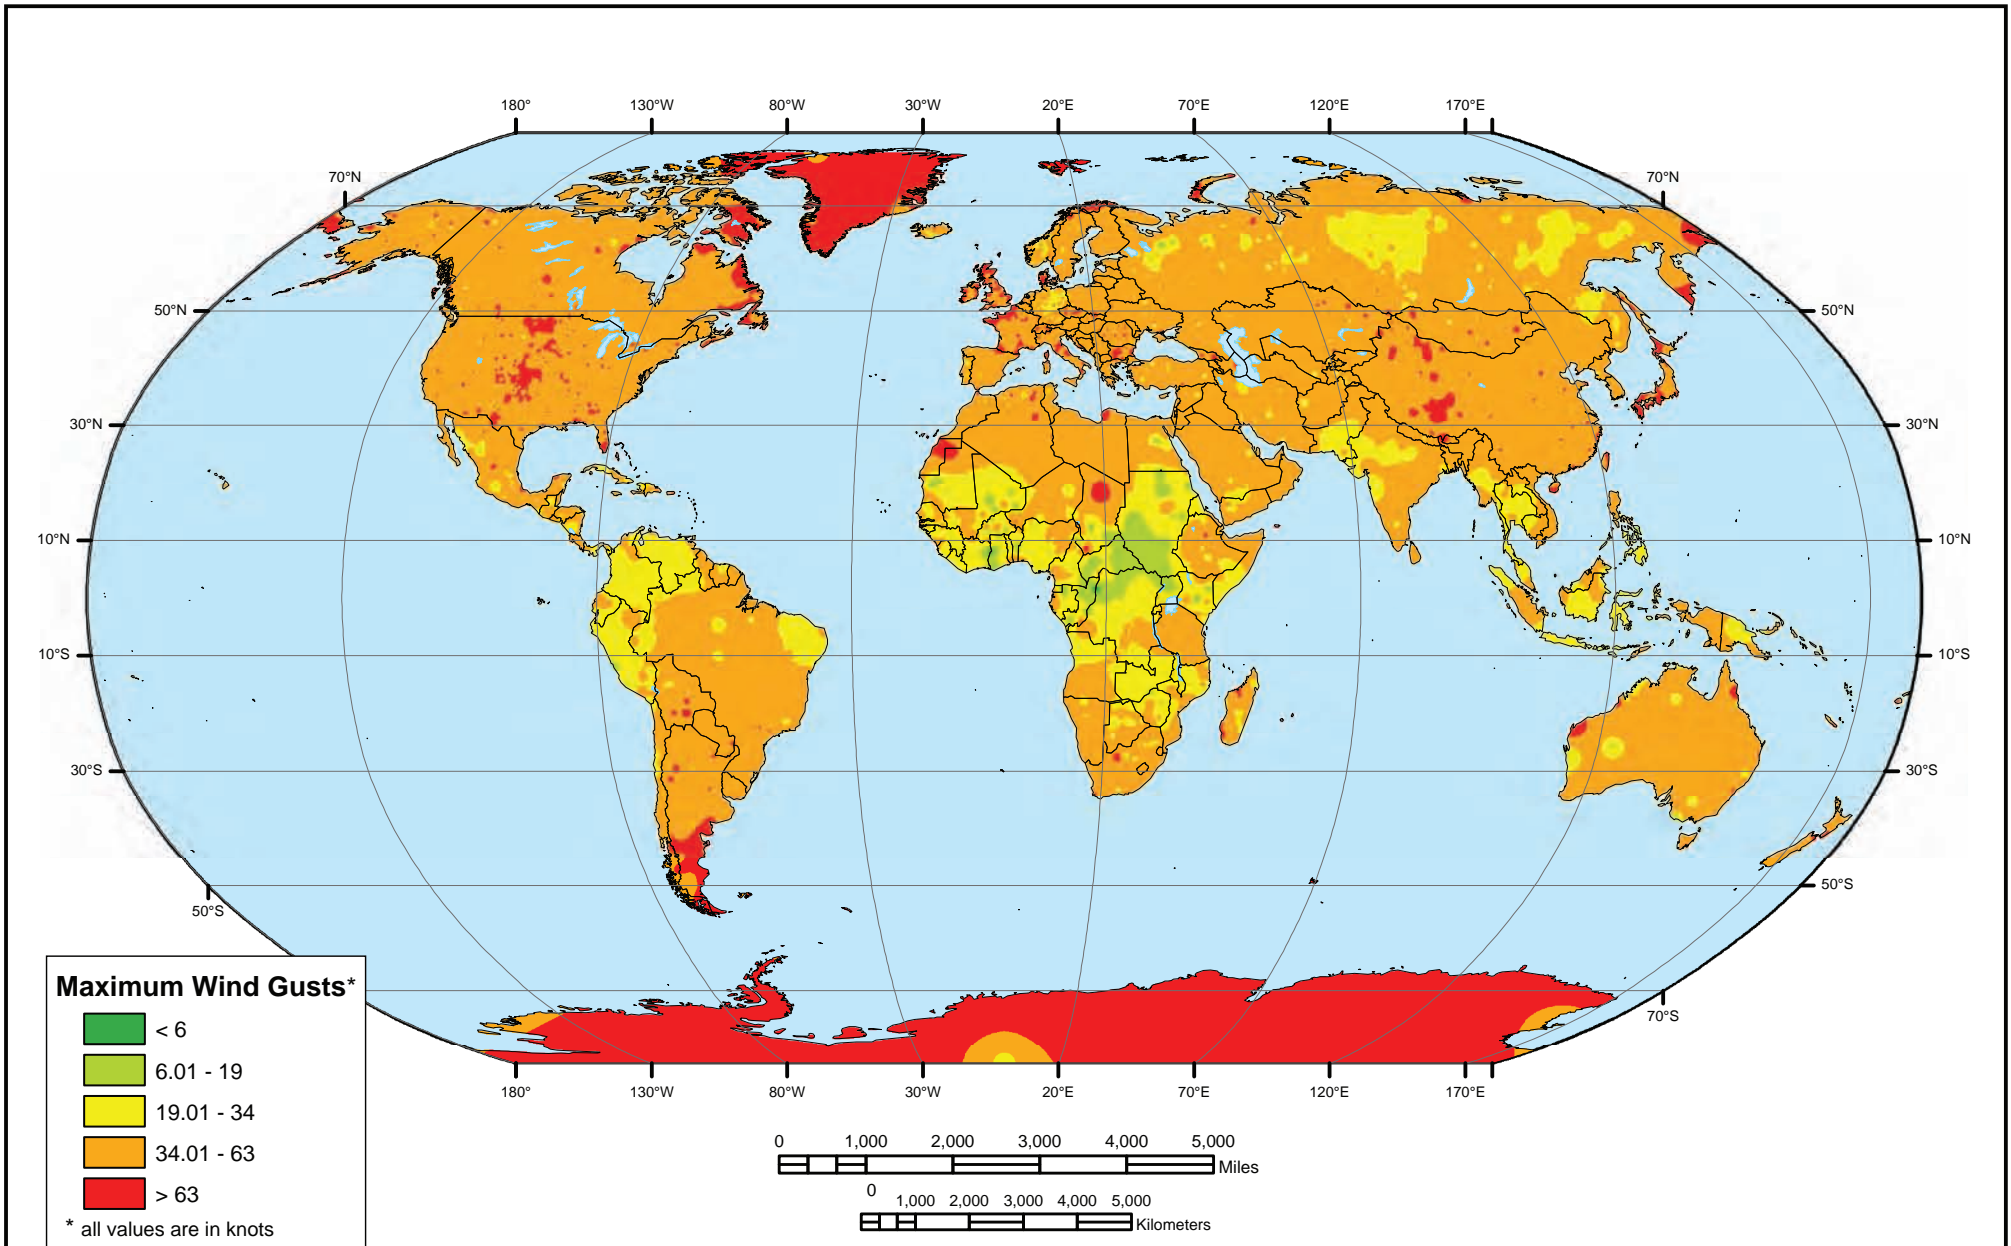 180° 130°W 80°W 30°W 20°E 70°E 120°E 170°E
70°N 70°N
50°N 50°N
30°N 30°N
10°N 10°N
10°S 10°S
30°S 30°S
50°S 50°S
70°S
180° 130°W 80°W 30°W 20°E 70°E 120°E 170°E
Maximum Wind Gusts*
< 6
6.01 - 19
19.01 - 34
34.01 - 63
> 63
* all values are in knots
0 1,000 2,000 3,000 4,000 5,000
Miles
0 1,000 2,000 3,000 4,000 5,000
Kilometers